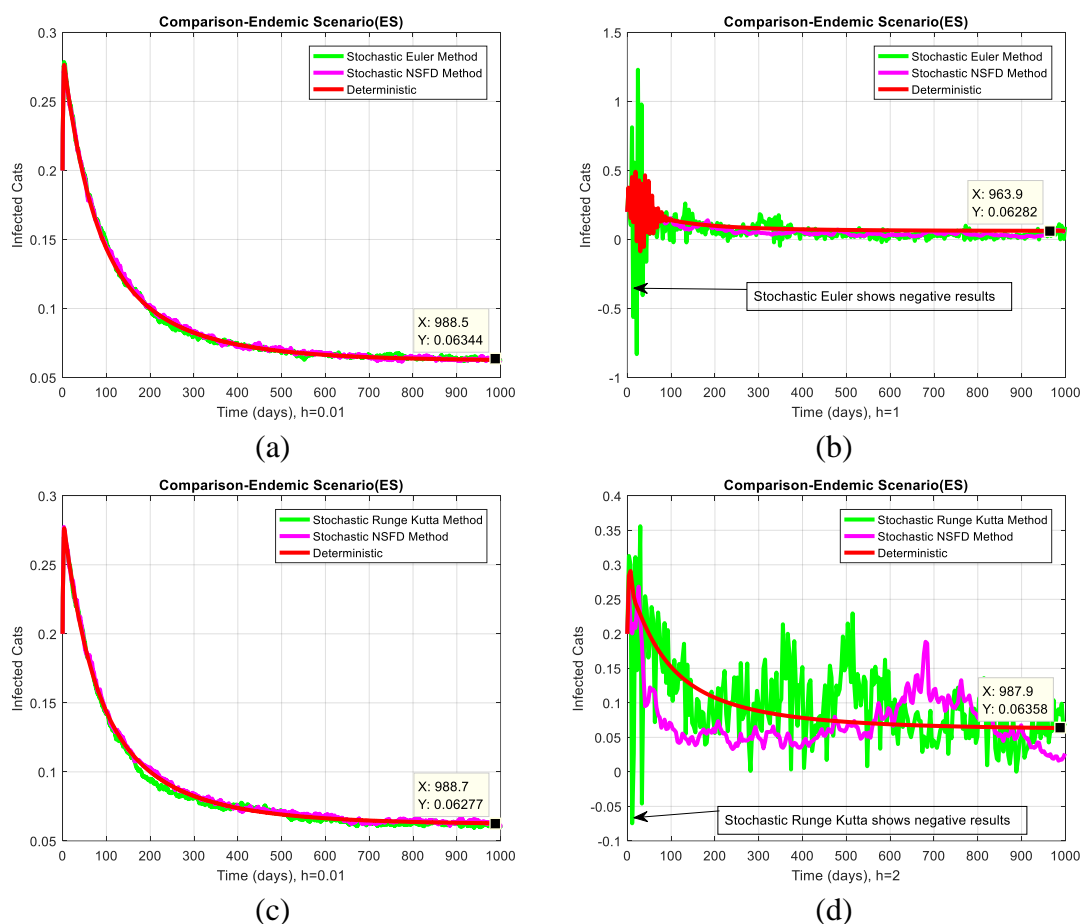 Comparison-Endemic Scenario(ES)
Infected Cats
0.3
0.25
0.2
0.15
0.1
0.05
Stochastic Euler Method
Stochastic NSFD Method
Deterministic
X: 988.5
Y: 0.06344
0 100 200 300 400 500 600 700 800 900 1000
Time (days), h=0.01
(a)
Comparison-Endemic Scenario(ES)
Infected Cats
1.5
1
0.5
0
-0.5
-1
Stochastic Euler Method
Stochastic NSFD Method
Deterministic
X: 963.9
Y: 0.06282
Stochastic Euler shows negative results
0 100 200 300 400 500 600 700 800 900 1000
Time (days), h=1
(b)
Comparison-Endemic Scenario(ES)
Infected Cats
0.3
0.25
0.2
0.15
0.1
0.05
Stochastic Runge Kutta Method
Stochastic NSFD Method
Deterministic
X: 988.7
Y: 0.06277
0 100 200 300 400 500 600 700 800 900 1000
Time (days), h=0.01
(c)
Comparison-Endemic Scenario(ES)
Infected Cats
0.4
0.35
0.3
0.25
0.2
0.15
0.1
0.05
0
-0.05
-0.1
Stochastic Runge Kutta Method
Stochastic NSFD Method
Deterministic
X: 987.9
Y: 0.06358
Stochastic Runge Kutta shows negative results
0 100 200 300 400 500 600 700 800 900 1000
Time (days), h=2
(d)